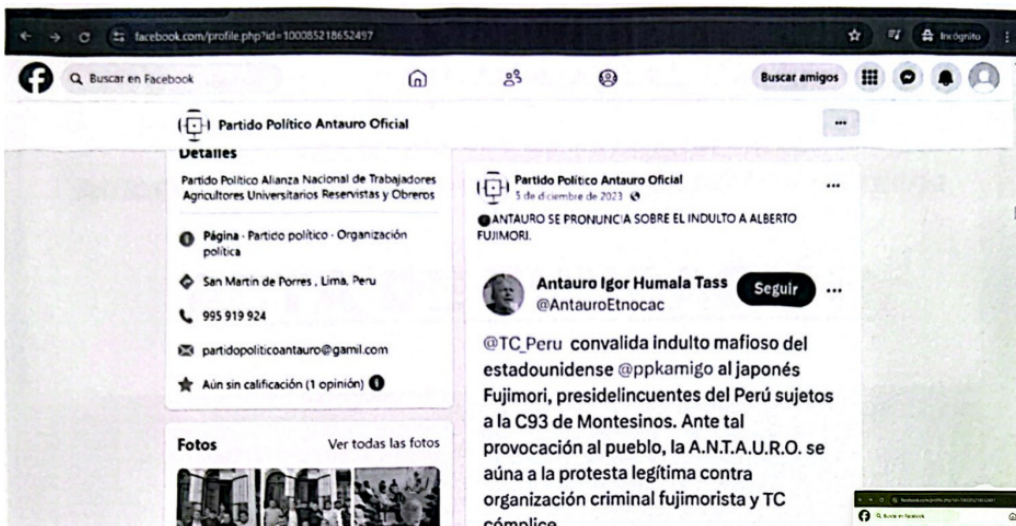 facebook.com/profile.php?id=100085218652497
Incógnito
Buscar en Facebook
Buscar amigos
Partido Político Antauro Oficial
Detalles
Partido Político Alianza Nacional de Trabajadores
Agricultores Universitarios Reservistas y Obreros
Página · Partido político · Organización
política
San Martín de Porres , Lima, Peru
995 919 924
partidopoliticoantauro@gamil.com
Aún sin calificación (1 opinión)
Fotos
Ver todas las fotos
Partido Político Antauro Oficial
5 de diciembre de 2023
ANTAURO SE PRONUNCIA SOBRE EL INDULTO A ALBERTO
FUJIMORI.
Antauro Igor Humala Tass
Seguir
@AntauroEtnocac
@TC_Peru convalida indulto mafioso del
estadounidense @ppkamigo al japonés
Fujimori, presidelincuentes del Perú sujetos
a la C93 de Montesinos. Ante tal
provocación al pueblo, la A.N.T.A.U.R.O. se
aúna a la protesta legítima contra
organización criminal fujimorista y TC
cómplice